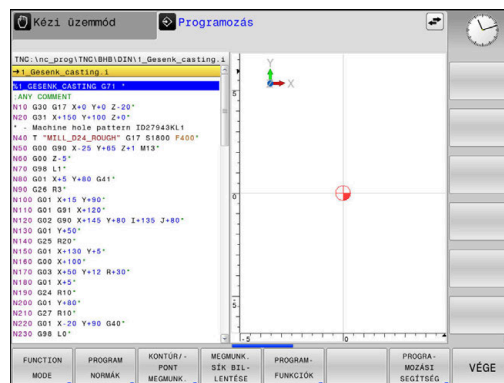 Kézi üzemmód
Programozás
TNC:\nc_prog\TNC\BHB\DIN\1_Gesenk_casting.i
→1_Gesenk_casting.i
%1_GESENK_CASTING G71 *
;ANY COMMENT
N10 G30 G17 X+0 Y+0 Z-20*
N20 G31 X+150 Y+100 Z+0*
* - Machine hole pattern ID27943KL1
N40 T "MILL_D24_ROUGH" G17 S1800 F400*
N50 G00 G90 X-25 Y+65 Z+1 M13*
N60 G00 Z-5*
N70 G98 L1*
N80 G01 X+5 Y+80 G41*
N90 G26 R3*
N100 G01 X+15 Y+90*
N110 G01 G91 X+120*
N120 G02 G90 X+145 Y+80 I+135 J+80*
N130 G01 Y+50*
N140 G25 R20*
N150 G01 X+130 Y+5*
N160 G00 X+100*
N170 G03 X+50 Y+12 R+30*
N180 G01 X+5*
N190 G24 R10*
N200 G01 Y+80*
N210 G27 R10*
N220 G01 X-20 Y+90 G40*
N230 G98 L0*
Y
X
5
0
5
-5
0
FUNCTION
MODE
PROGRAM
NORMÁK
KONTÚR/-
PONT
MEGMUNK.
MEGMUNK.
SÍK BIL-
LENTÉSE
PROGRAM-
FUNKCIÓK
PROGRA-
MOZÁSI
SEGÍTSÉG
VÉGE